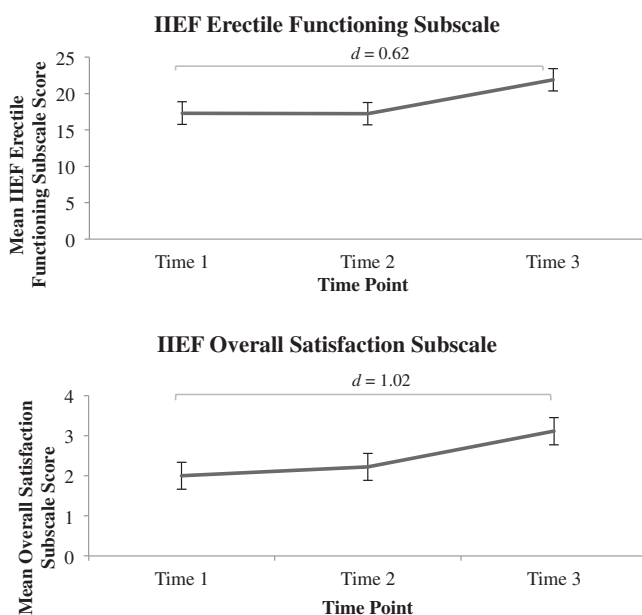 IIEF Erectile Functioning Subscale
d = 0.62
Mean IIEF Erectile
Functioning Subscale Score
25
20
15
10
5
0
Time 1 Time 2 Time 3
Time Point
IIEF Overall Satisfaction Subscale
d = 1.02
Mean Overall Satisfaction
Subscale Score
4
3
2
1
0
Time 1 Time 2 Time 3
Time Point